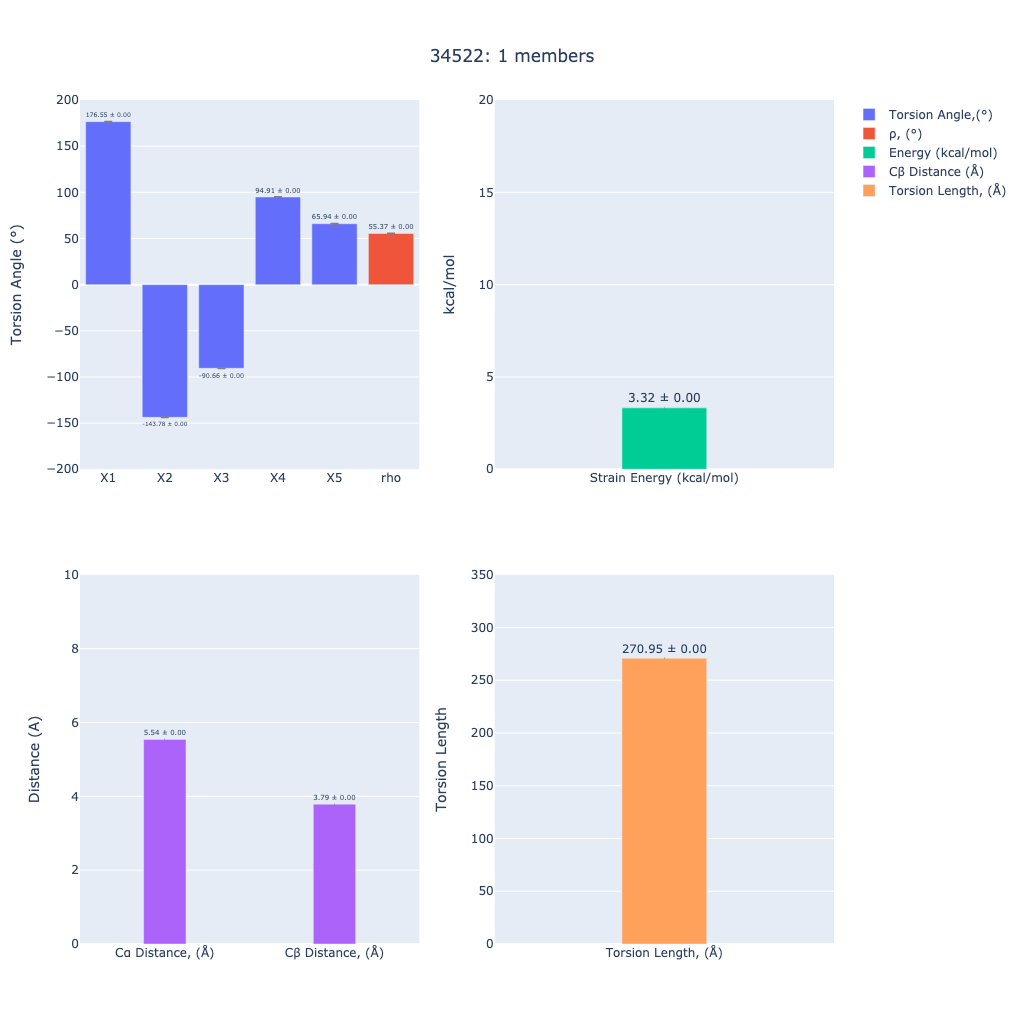 34522: 1 members
Torsion Angle (°)
200
150
100
50
0
−50
−100
−150
−200
176.55 ± 0.00
-143.78 ± 0.00
-90.66 ± 0.00
94.91 ± 0.00
65.94 ± 0.00
55.37 ± 0.00
X1 X2 X3 X4 X5 rho
kcal/mol
20
15
10
5
0
3.32 ± 0.00
Strain Energy (kcal/mol)
Torsion Angle,(°)
ρ, (°)
Energy (kcal/mol)
Cβ Distance (Å)
Torsion Length, (Å)
Distance (A)
10
8
6
4
2
0
5.54 ± 0.00
3.79 ± 0.00
Cα Distance, (Å) Cβ Distance, (Å)
Torsion Length
350
300
250
200
150
100
50
0
270.95 ± 0.00
Torsion Length, (Å)